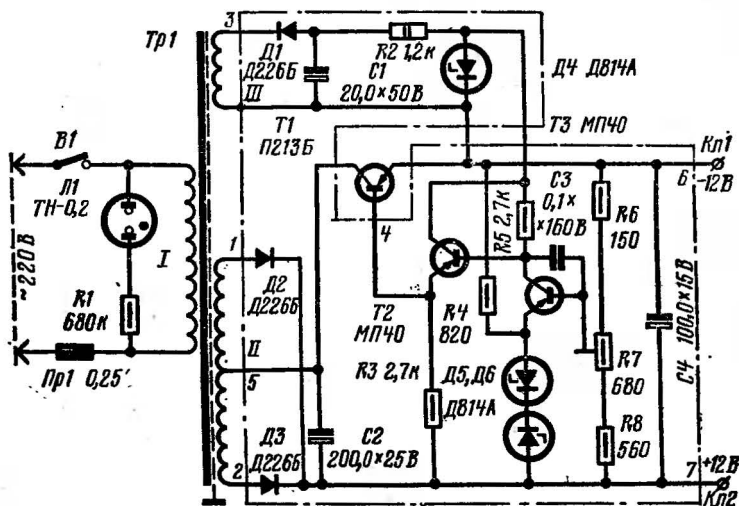 Тр1
3
Д1
Д226Б
R2 1,2к
С1
20,0×50В
III
Д4 Д814А
Т1
П213Б
Т3 МП40
В1
Л1
ТН-0,2
~220В
I
R1
680к
Пр1 0,25'
1
Д2
Д226Б
II
5
Д3
Д226Б
2
С2
200,0×25В
4
Т2
МП40
R3 2,7к
R4
820
R5 2,7к
С3
0,1×
×160В
Д5,Д6
Д814А
R6
150
R7
680
R8
560
С4 100,0×15В
Кл1
6 -12В
7 +12В
Кл2